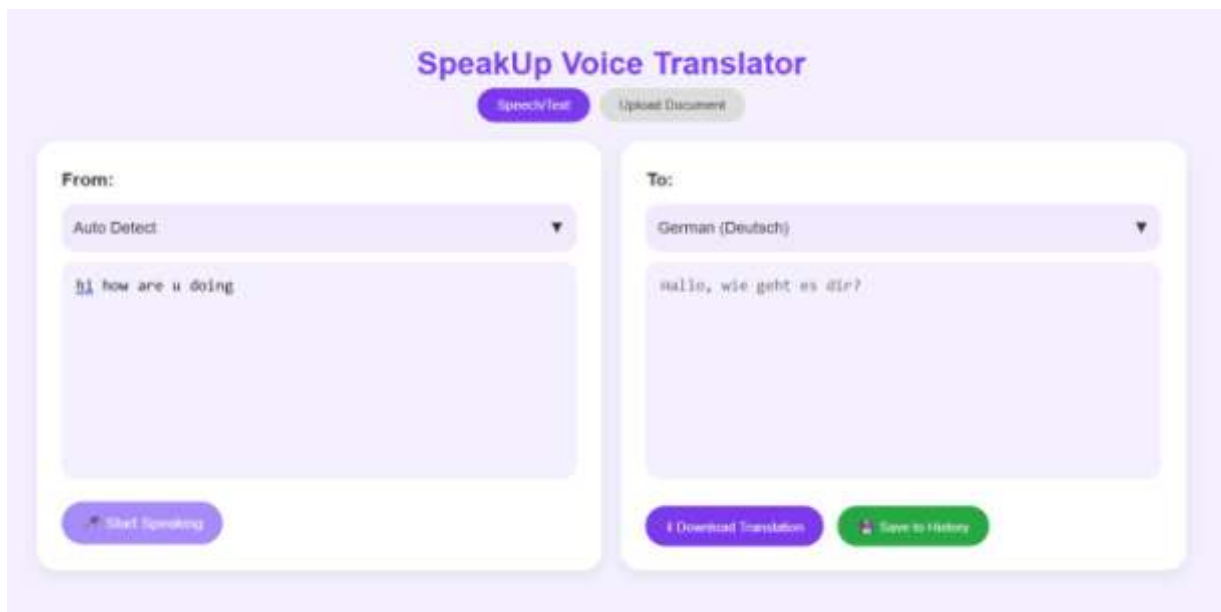 SpeakUp Voice Translator
Speech/Text Upload Document
From:
Auto Detect ▼
hi how are u doing
Start Speaking
To:
German (Deutsch) ▼
Hallo, wie geht es dir?
Download Translation Save to History